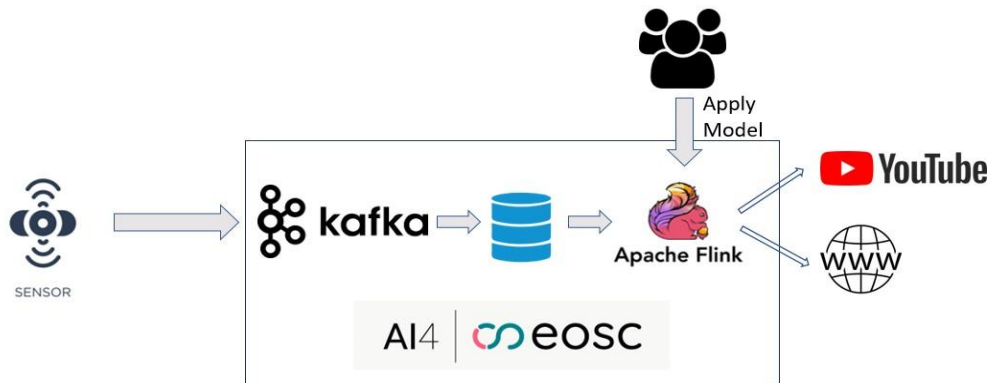 Apply
Model
YouTube
SENSOR
kafka
Apache Flink
WWW
AI4 eosc